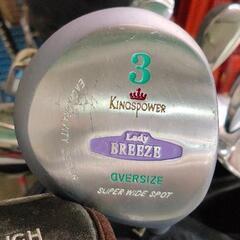 3
KINGSPOWER
Lady
BREEZE
OVERSIZE
SUPER WIDE SPOT